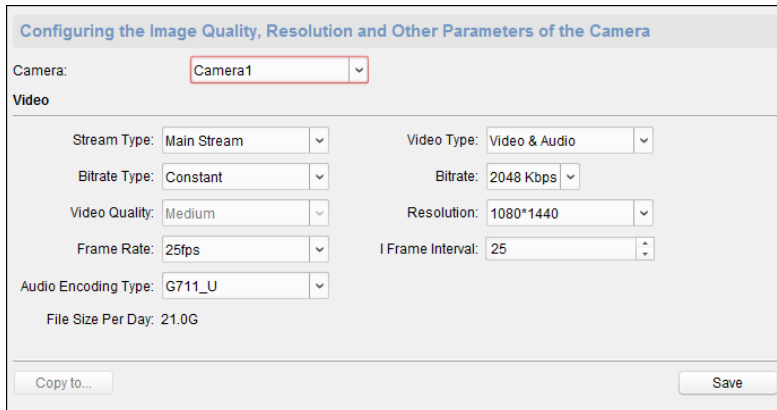 Configuring the Image Quality, Resolution and Other Parameters of the Camera
Camera: Camera1
Video
Stream Type: Main Stream Video Type: Video & Audio
Bitrate Type: Constant Bitrate: 2048 Kbps
Video Quality: Medium Resolution: 1080*1440
Frame Rate: 25fps I Frame Interval: 25
Audio Encoding Type: G711_U
File Size Per Day: 21.0G
Copy to... Save